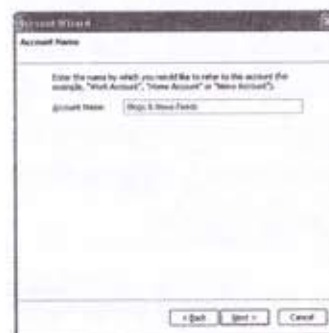 Account Wizard
Account Name
Enter the name by which you would like to refer to this account (for
example, "Work Account", "Home Account" or "News Account").
Account Name:
Blogs & News Feeds
< Back
Next >
Cancel